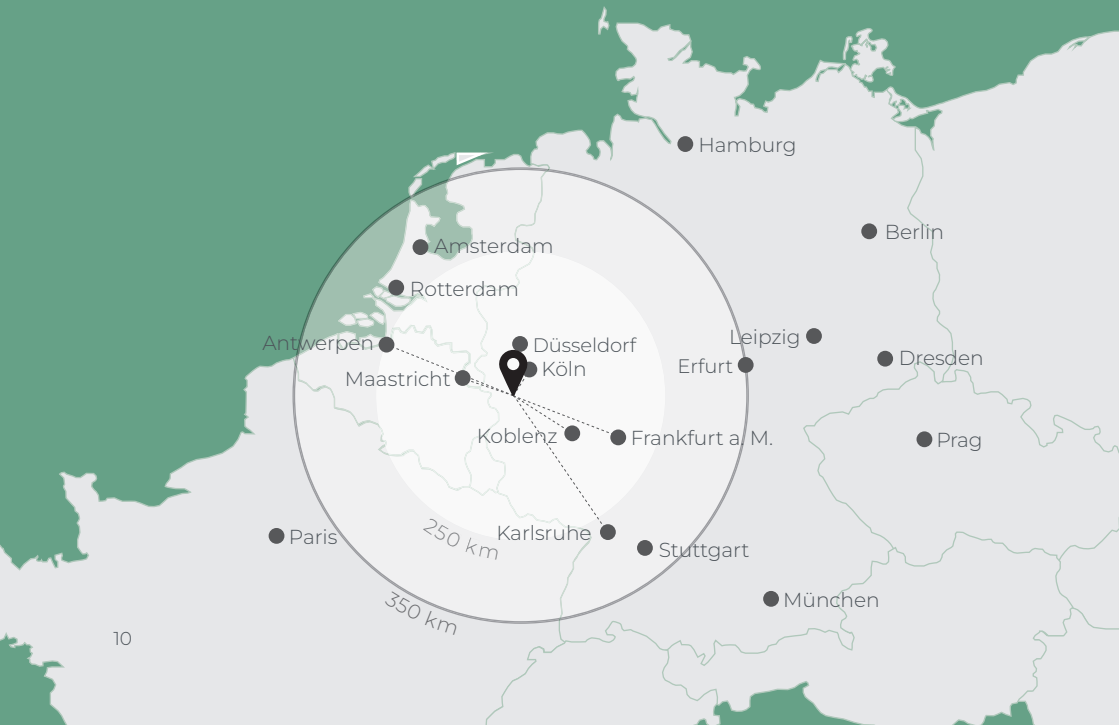 Hamburg
Berlin
Amsterdam
Rotterdam
Antwerpen
Düsseldorf
Leipzig
Dresden
Erfurt
Köln
Maastricht
Koblenz
Frankfurt a. M.
Prag
Paris
250 km
Karlsruhe
Stuttgart
350 km
München
10